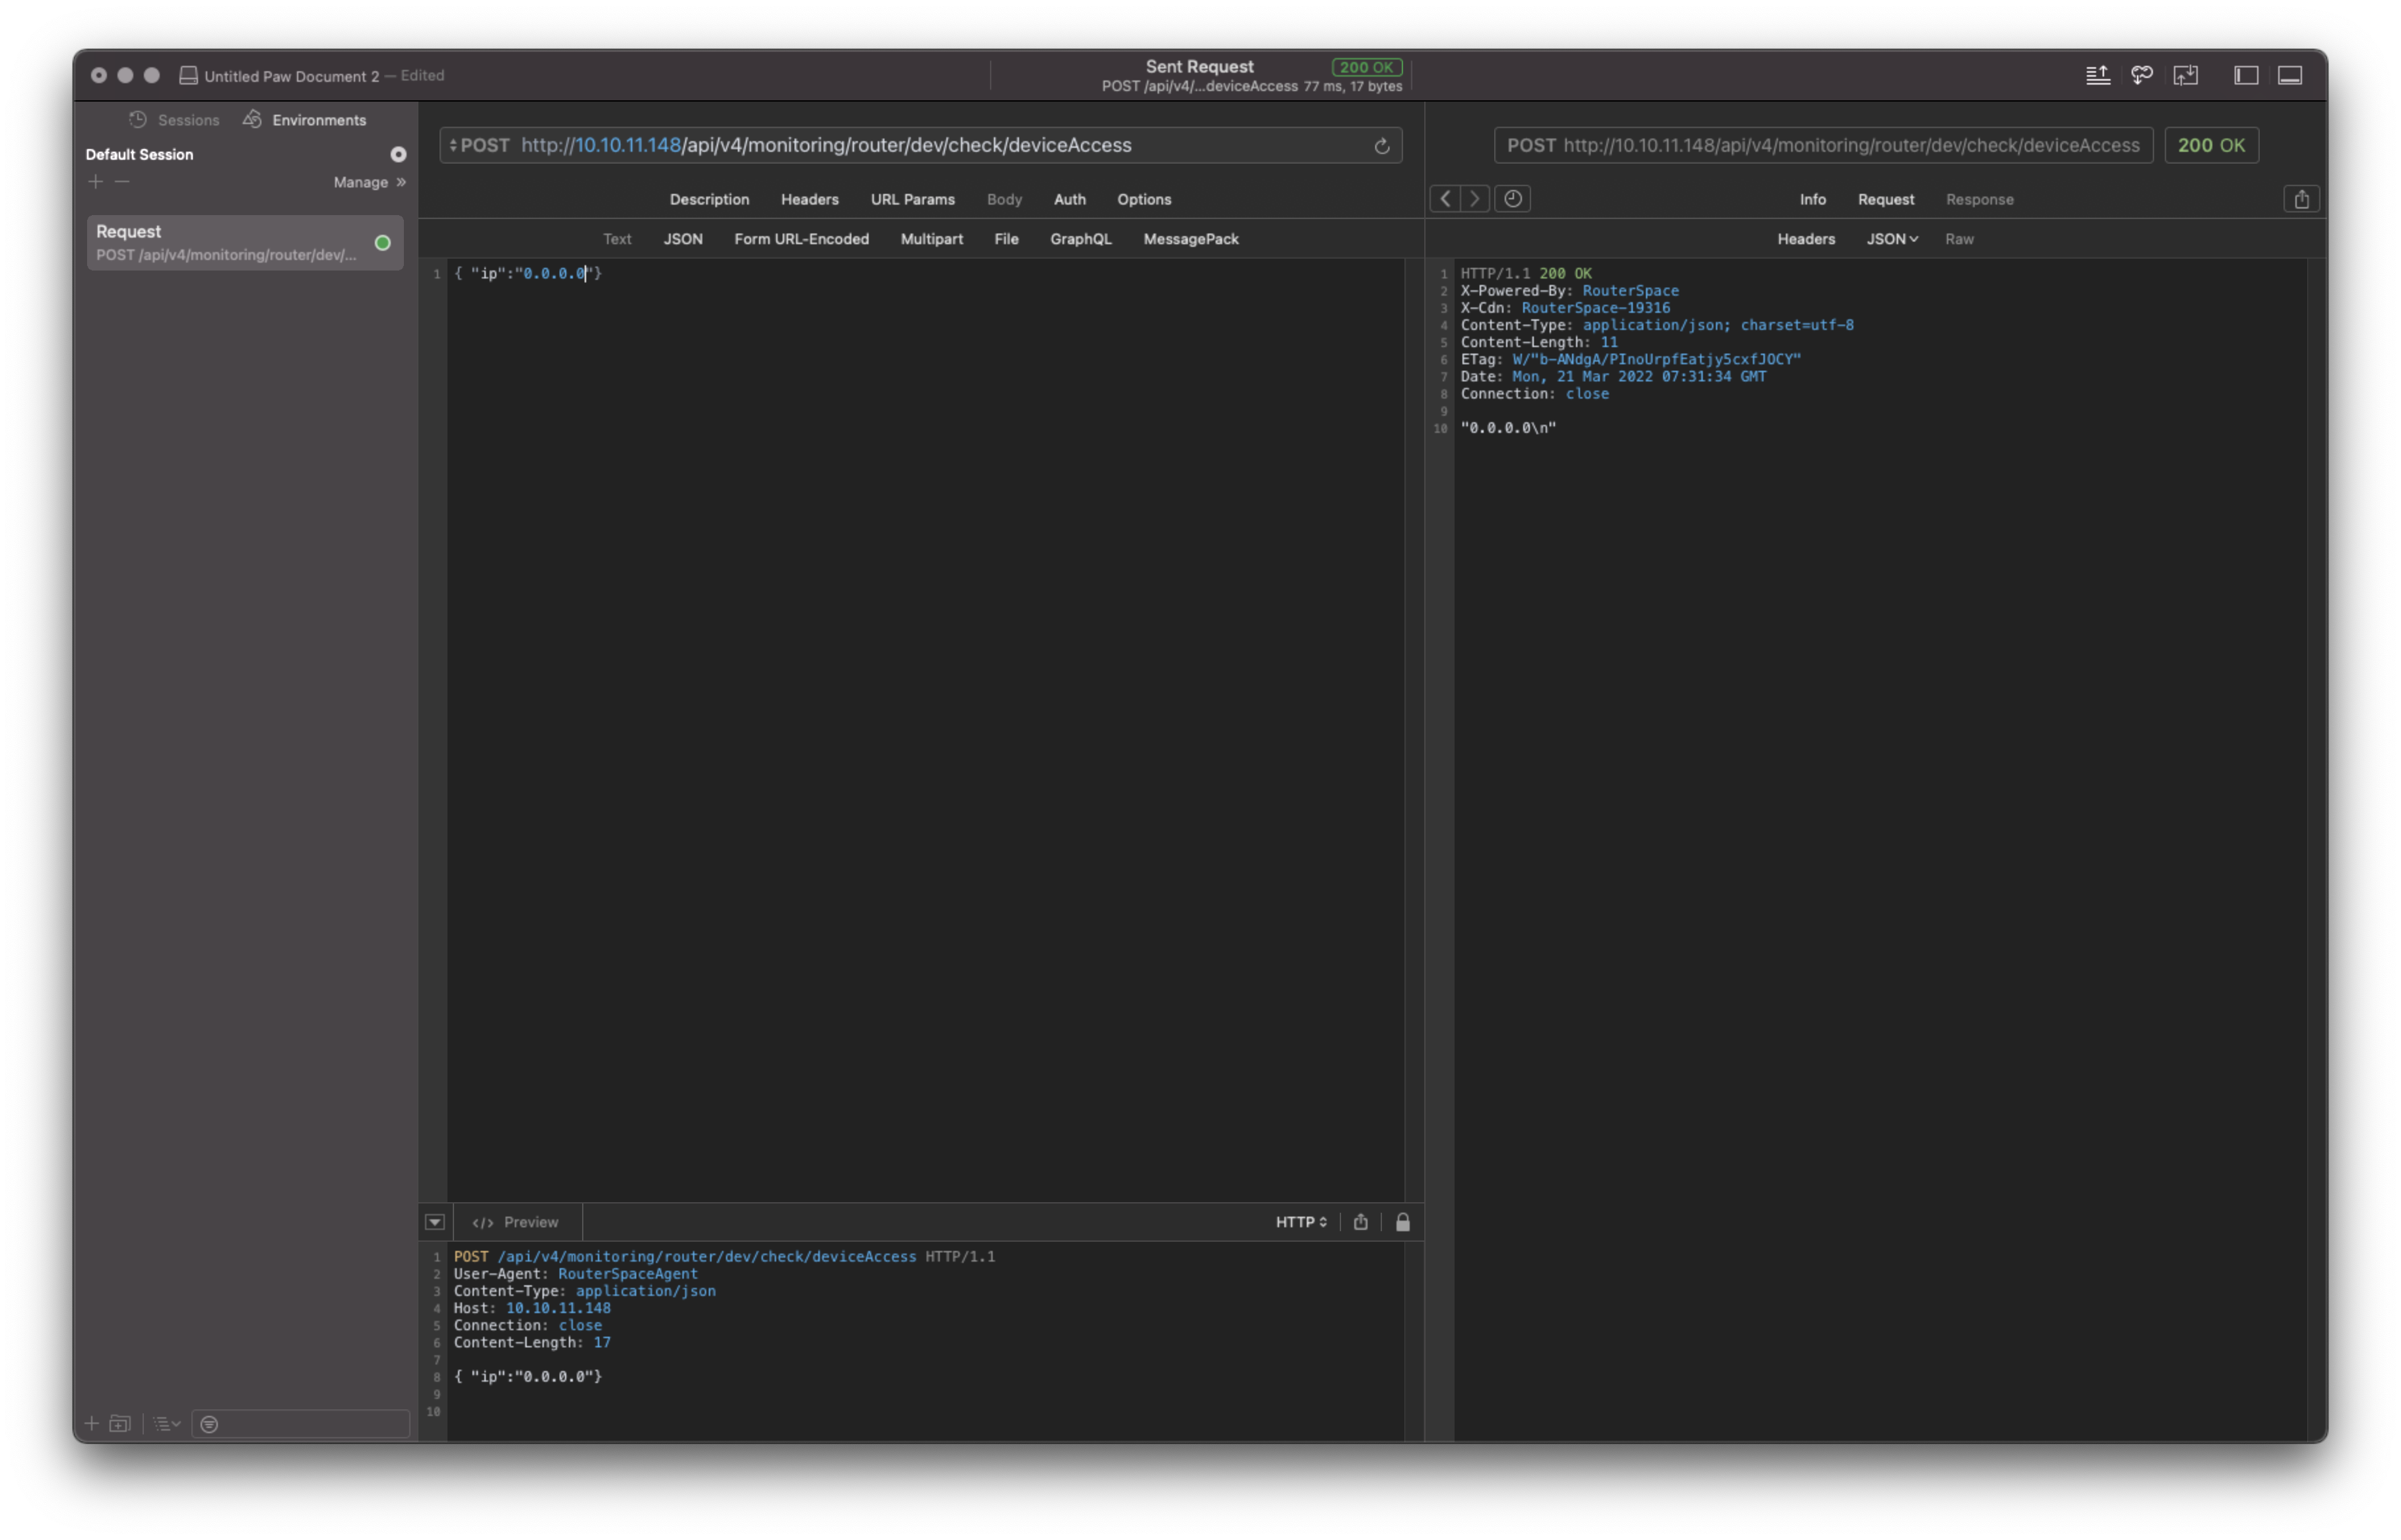 Untitled Paw Document 2 — Edited
Sent Request 200 OK
POST /api/v4/...deviceAccess 77 ms, 17 bytes
Sessions Environments
Default Session
Manage »
Request
POST /api/v4/monitoring/router/dev/...
POST http://10.10.11.148/api/v4/monitoring/router/dev/check/deviceAccess
Description Headers URL Params Body Auth Options
Text JSON Form URL-Encoded Multipart File GraphQL MessagePack
1 { "ip":"0.0.0.0"}
</> Preview HTTP
1 POST /api/v4/monitoring/router/dev/check/deviceAccess HTTP/1.1
2 User-Agent: RouterSpaceAgent
3 Content-Type: application/json
4 Host: 10.10.11.148
5 Connection: close
6 Content-Length: 17
7
8 { "ip":"0.0.0.0"}
9
10
POST http://10.10.11.148/api/v4/monitoring/router/dev/check/deviceAccess 200 OK
Info Request Response
Headers JSON Raw
1 HTTP/1.1 200 OK
2 X-Powered-By: RouterSpace
3 X-Cdn: RouterSpace-19316
4 Content-Type: application/json; charset=utf-8
5 Content-Length: 11
6 ETag: W/"b-ANdgA/PInoUrpfEatjy5cxfJOCY"
7 Date: Mon, 21 Mar 2022 07:31:34 GMT
8 Connection: close
9
10 "0.0.0.0\n"